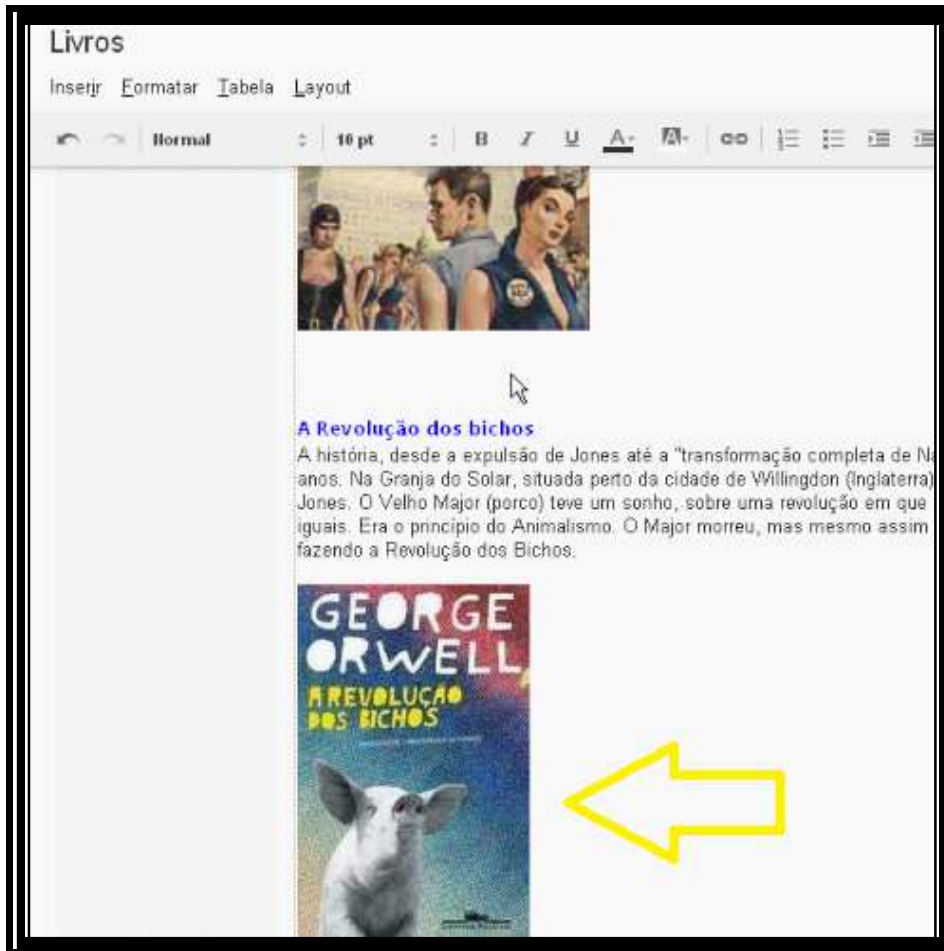 Livros
Inserir Formatar Tabela Layout
Normal 10 pt B I U A A
A Revolução dos bichos
A história, desde a expulsão de Jones até a "transformação completa de Na
anos. Na Granja do Solar, situada perto da cidade de Willingdon (Inglaterra)
Jones. O Velho Major (porco) teve um sonho, sobre uma revolução em que
iguais. Era o princípio do Animalismo. O Major morreu, mas mesmo assim
fazendo a Revolução dos Bichos.
GEORGE
ORWELL
A REVOLUÇÃO
DOS BICHOS